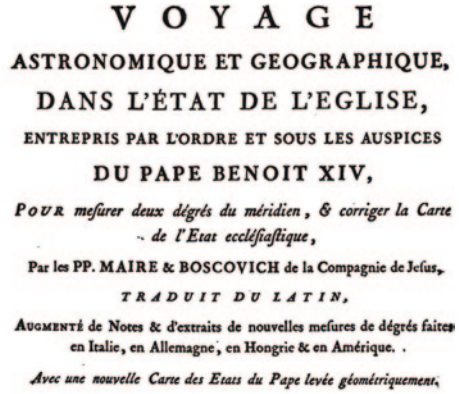 VOYAGE
ASTRONOMIQUE ET GEOGRAPHIQUE,
DANS L'ÉTAT DE L'EGLISE,
ENTREPRIS PAR L'ORDRE ET SOUS LES AUSPICES
DU PAPE BENOIT XIV,
POUR meſurer deux dégrés du méridien, & corriger la Carte
de l'Etat eccléſiaſtique,
Par les PP. MAIRE & BOSCOVICH de la Compagnie de Jeſus,
TRADUIT DU LATIN,
AUGMENTÉ de Notes & d'extraits de nouvelles meſures de dégrés faites
en Italie, en Allemagne, en Hongrie & en Amérique.
Avec une nouvelle Carte des Etats du Pape levée géométriquement.